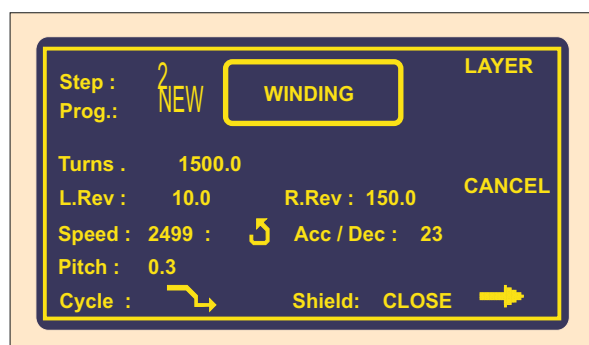 Step : 2 WINDING LAYER
Prog.: NEW
Turns . 1500.0
L.Rev : 10.0 R.Rev : 150.0 CANCEL
Speed : 2499 : Acc / Dec : 23
Pitch : 0.3
Cycle : Shield: CLOSE